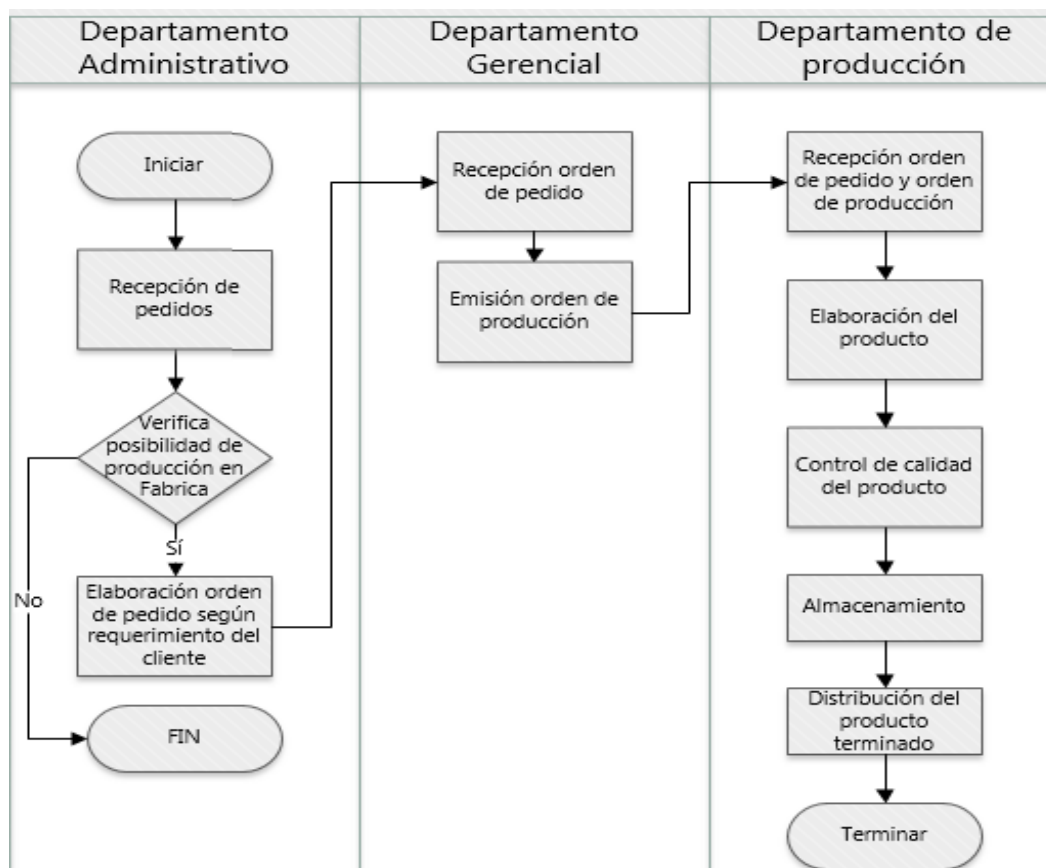 Departamento
Administrativo
Departamento
Gerencial
Departamento de
producción
Iniciar
Recepción de
pedidos
Verifica
posibilidad de
producción en
Fabrica
Sí
No
Elaboración orden
de pedido según
requerimiento del
cliente
FIN
Recepción orden
de pedido
Emisión orden de
producción
Recepción orden
de pedido y orden
de producción
Elaboración del
producto
Control de calidad
del producto
Almacenamiento
Distribución del
producto
terminado
Terminar